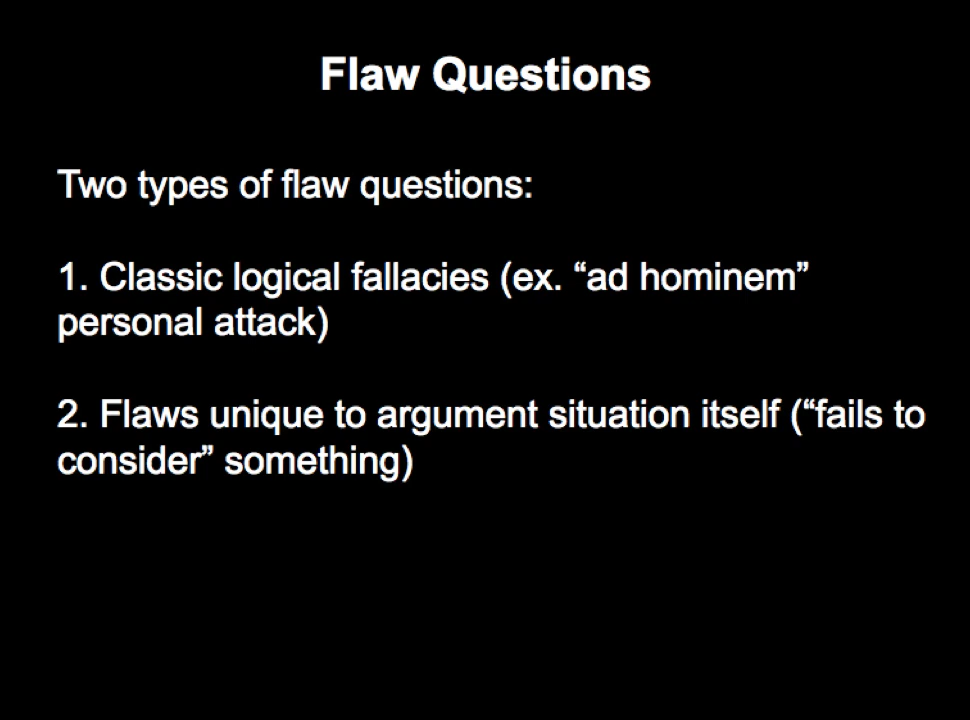 Flaw Questions
Two types of flaw questions:
1. Classic logical fallacies (ex. “ad hominem”
personal attack)
2. Flaws unique to argument situation itself (“fails to
consider” something)